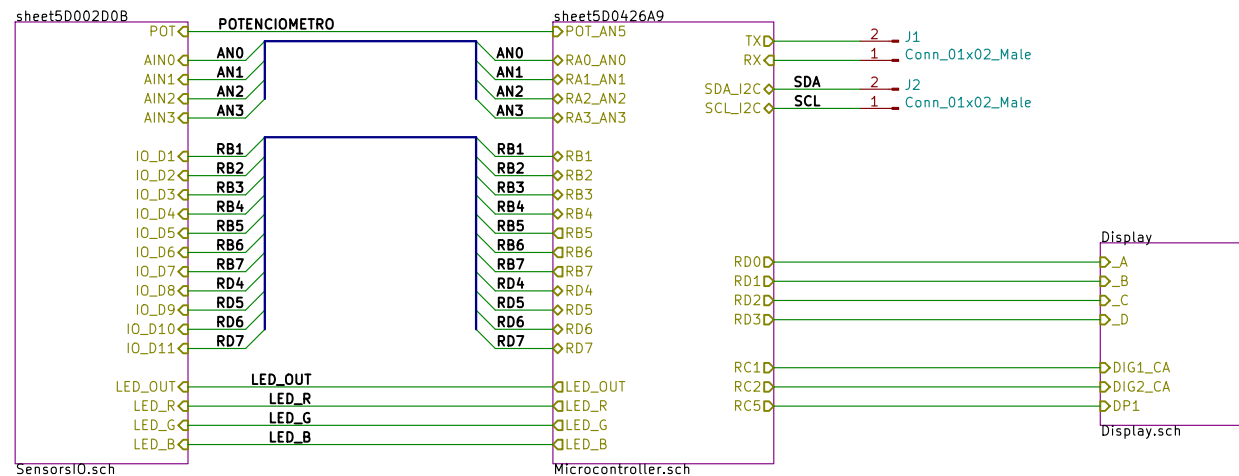 sheet5D002D0B
sheet5D0426A9
POT POTENCIOMETRO POT_AN5
TX 2 J1
AIN0 AN0 AN0 RA0_AN0 RX 1 Conn_01x02_Male
AIN1 AN1 AN1 RA1_AN1
SDA_I2C SDA 2 J2
AIN2 AN2 AN2 RA2_AN2
SCL_I2C SCL 1 Conn_01x02_Male
AIN3 AN3 AN3 RA3_AN3
IO_D1 RB1 RB1 RB1
IO_D2 RB2 RB2 RB2
IO_D3 RB3 RB3 RB3
IO_D4 RB4 RB4 RB4
IO_D5 RB5 RB5 RB5
Display
IO_D6 RB6 RB6 RB6
RD0 _A
IO_D7 RB7 RB7 RB7
RD1 _B
IO_D8 RD4 RD4 RD4
RD2 _C
IO_D9 RD5 RD5 RD5
RD3 _D
IO_D10 RD6 RD6 RD6
IO_D11 RD7 RD7 RD7
RC1 DIG1_CA
LED_OUT LED_OUT LED_OUT RC2 DIG2_CA
LED_R LED_R LED_R RC5 DP1
LED_G LED_G LED_G
Display.sch
LED_B LED_B LED_B
SensorsIO.sch
Microcontroller.sch